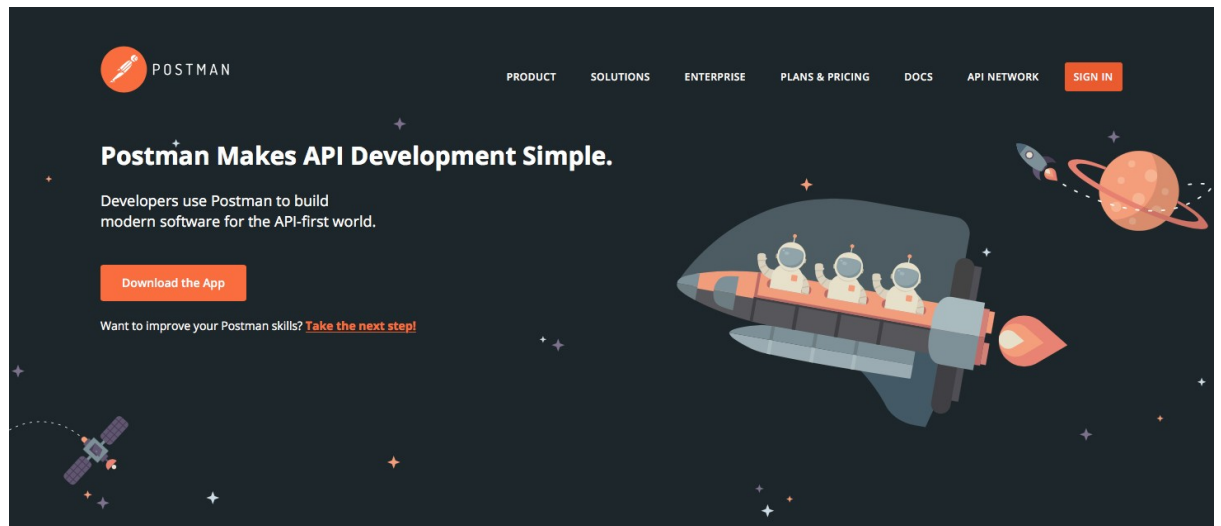 POSTMAN
PRODUCT SOLUTIONS ENTERPRISE PLANS & PRICING DOCS API NETWORK SIGN IN
Postman Makes API Development Simple.
Developers use Postman to build
modern software for the API-first world.
Download the App
Want to improve your Postman skills? Take the next step!